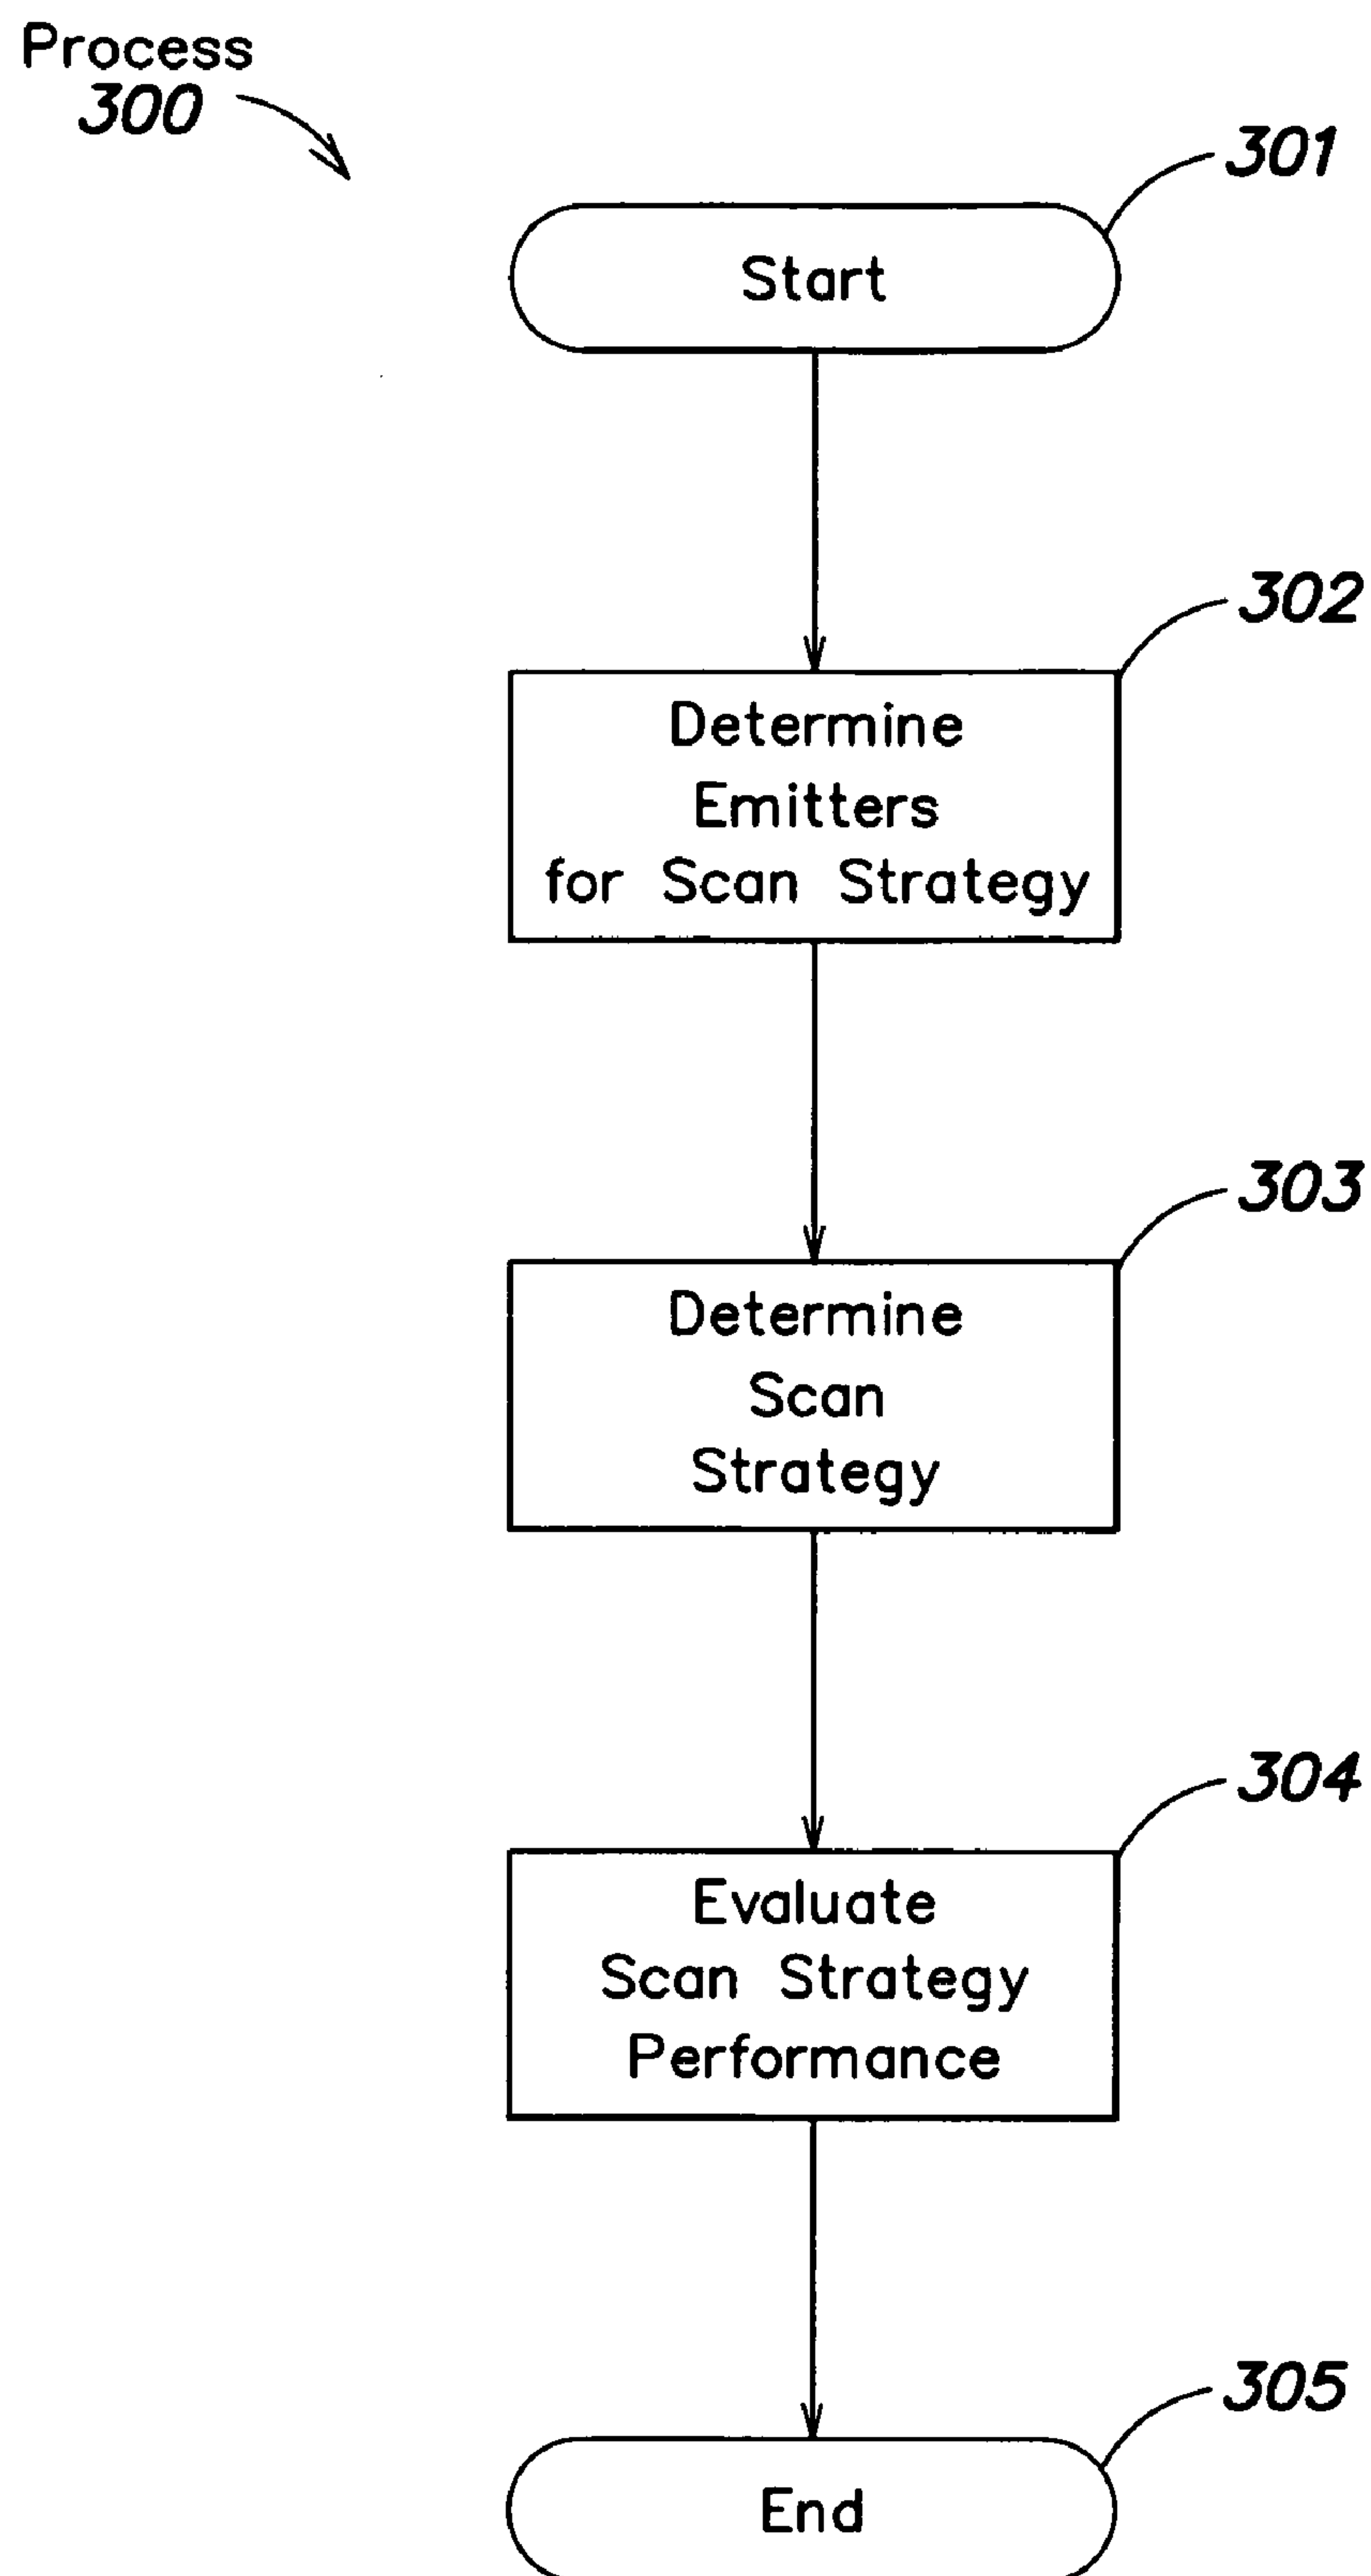 Process
300
301
Start
302
Determine
Emitters
for Scan Strategy
303
Determine
Scan
Strategy
304
Evaluate
Scan Strategy
Performance
305
End